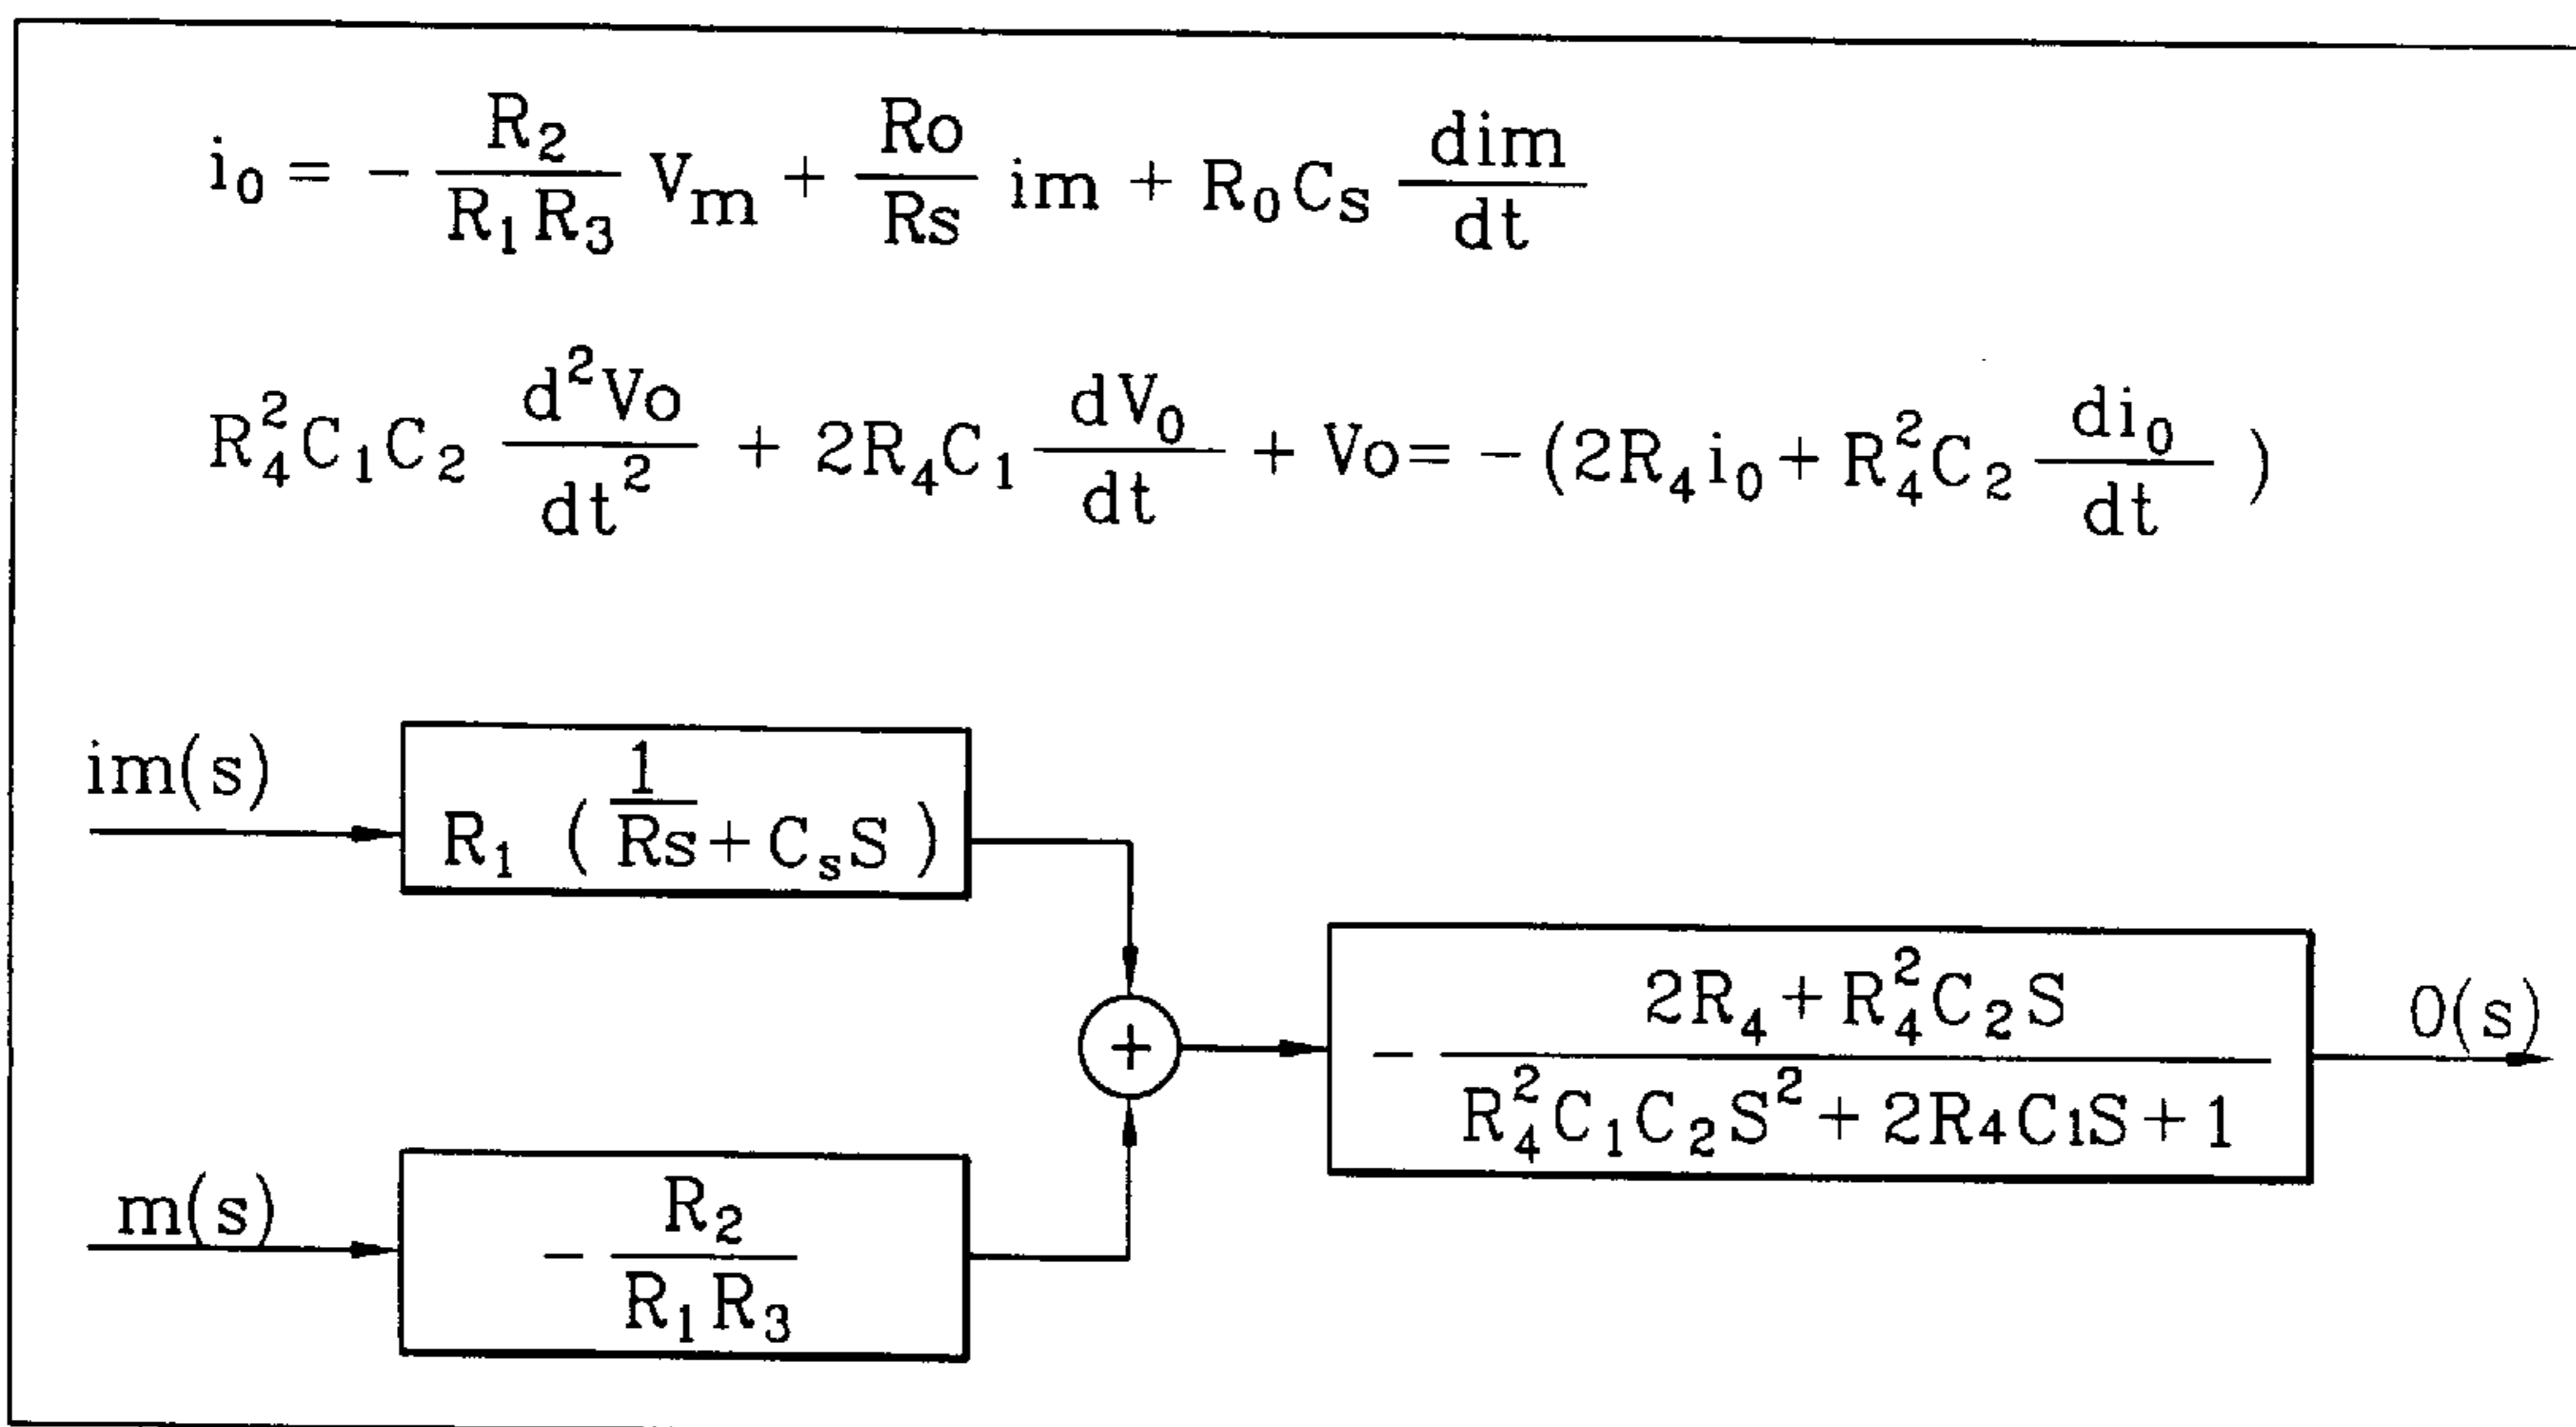 i₀ = - R₂/(R₁R₃) Vm + Ro/Rs im + R₀Cs dim/dt
R₄²C₁C₂ d²Vo/dt² + 2R₄C₁ dV₀/dt + Vo = -(2R₄i₀ + R₄²C₂ di₀/dt)
im(s)
R₁ (1/Rs + CₛS)
+
- (2R₄ + R₄²C₂S)/(R₄²C₁C₂S² + 2R4C1S + 1)
0(s)
m(s)
- R₂/(R₁R₃)